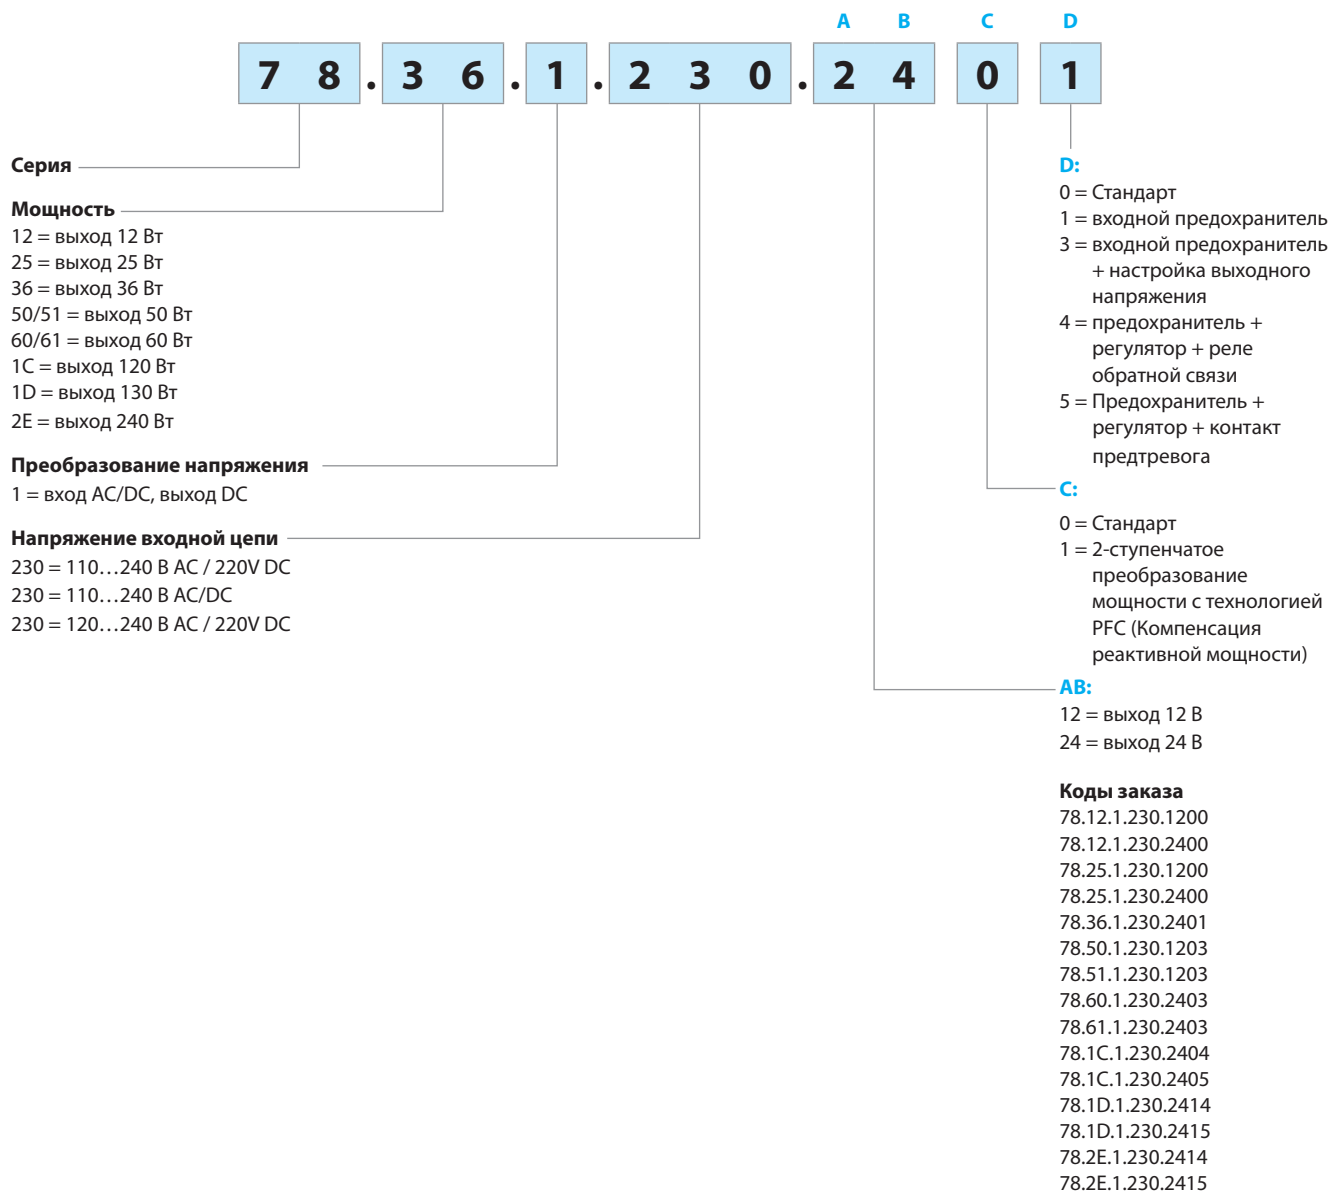 A B C D
7 8 . 3 6 . 1 . 2 3 0 . 2 4 0 1
Серия
Мощность
12 = выход 12 Вт
25 = выход 25 Вт
36 = выход 36 Вт
50/51 = выход 50 Вт
60/61 = выход 60 Вт
1C = выход 120 Вт
1D = выход 130 Вт
2E = выход 240 Вт
Преобразование напряжения
1 = вход AC/DC, выход DC
Напряжение входной цепи
230 = 110…240 В AC / 220V DC
230 = 110…240 В AC/DC
230 = 120…240 В AC / 220V DC
D:
0 = Стандарт
1 = входной предохранитель
3 = входной предохранитель
+ настройка выходного
напряжения
4 = предохранитель +
регулятор + реле
обратной связи
5 = Предохранитель +
регулятор + контакт
предтревога
C:
0 = Стандарт
1 = 2-ступенчатое
преобразование
мощности с технологией
PFC (Компенсация
реактивной мощности)
AB:
12 = выход 12 В
24 = выход 24 В
Коды заказа
78.12.1.230.1200
78.12.1.230.2400
78.25.1.230.1200
78.25.1.230.2400
78.36.1.230.2401
78.50.1.230.1203
78.51.1.230.1203
78.60.1.230.2403
78.61.1.230.2403
78.1C.1.230.2404
78.1C.1.230.2405
78.1D.1.230.2414
78.1D.1.230.2415
78.2E.1.230.2414
78.2E.1.230.2415